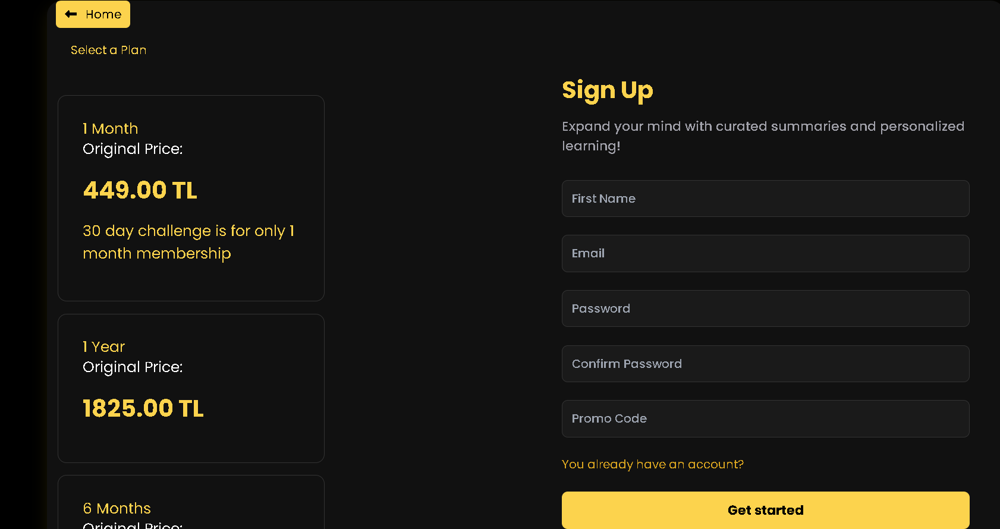 Home
Select a Plan
1 Month
Original Price:
449.00 TL
30 day challenge is for only 1
month membership
1 Year
Original Price:
1825.00 TL
6 Months
Original Price:
Sign Up
Expand your mind with curated summaries and personalized
learning!
First Name
Email
Password
Confirm Password
Promo Code
You already have an account?
Get started